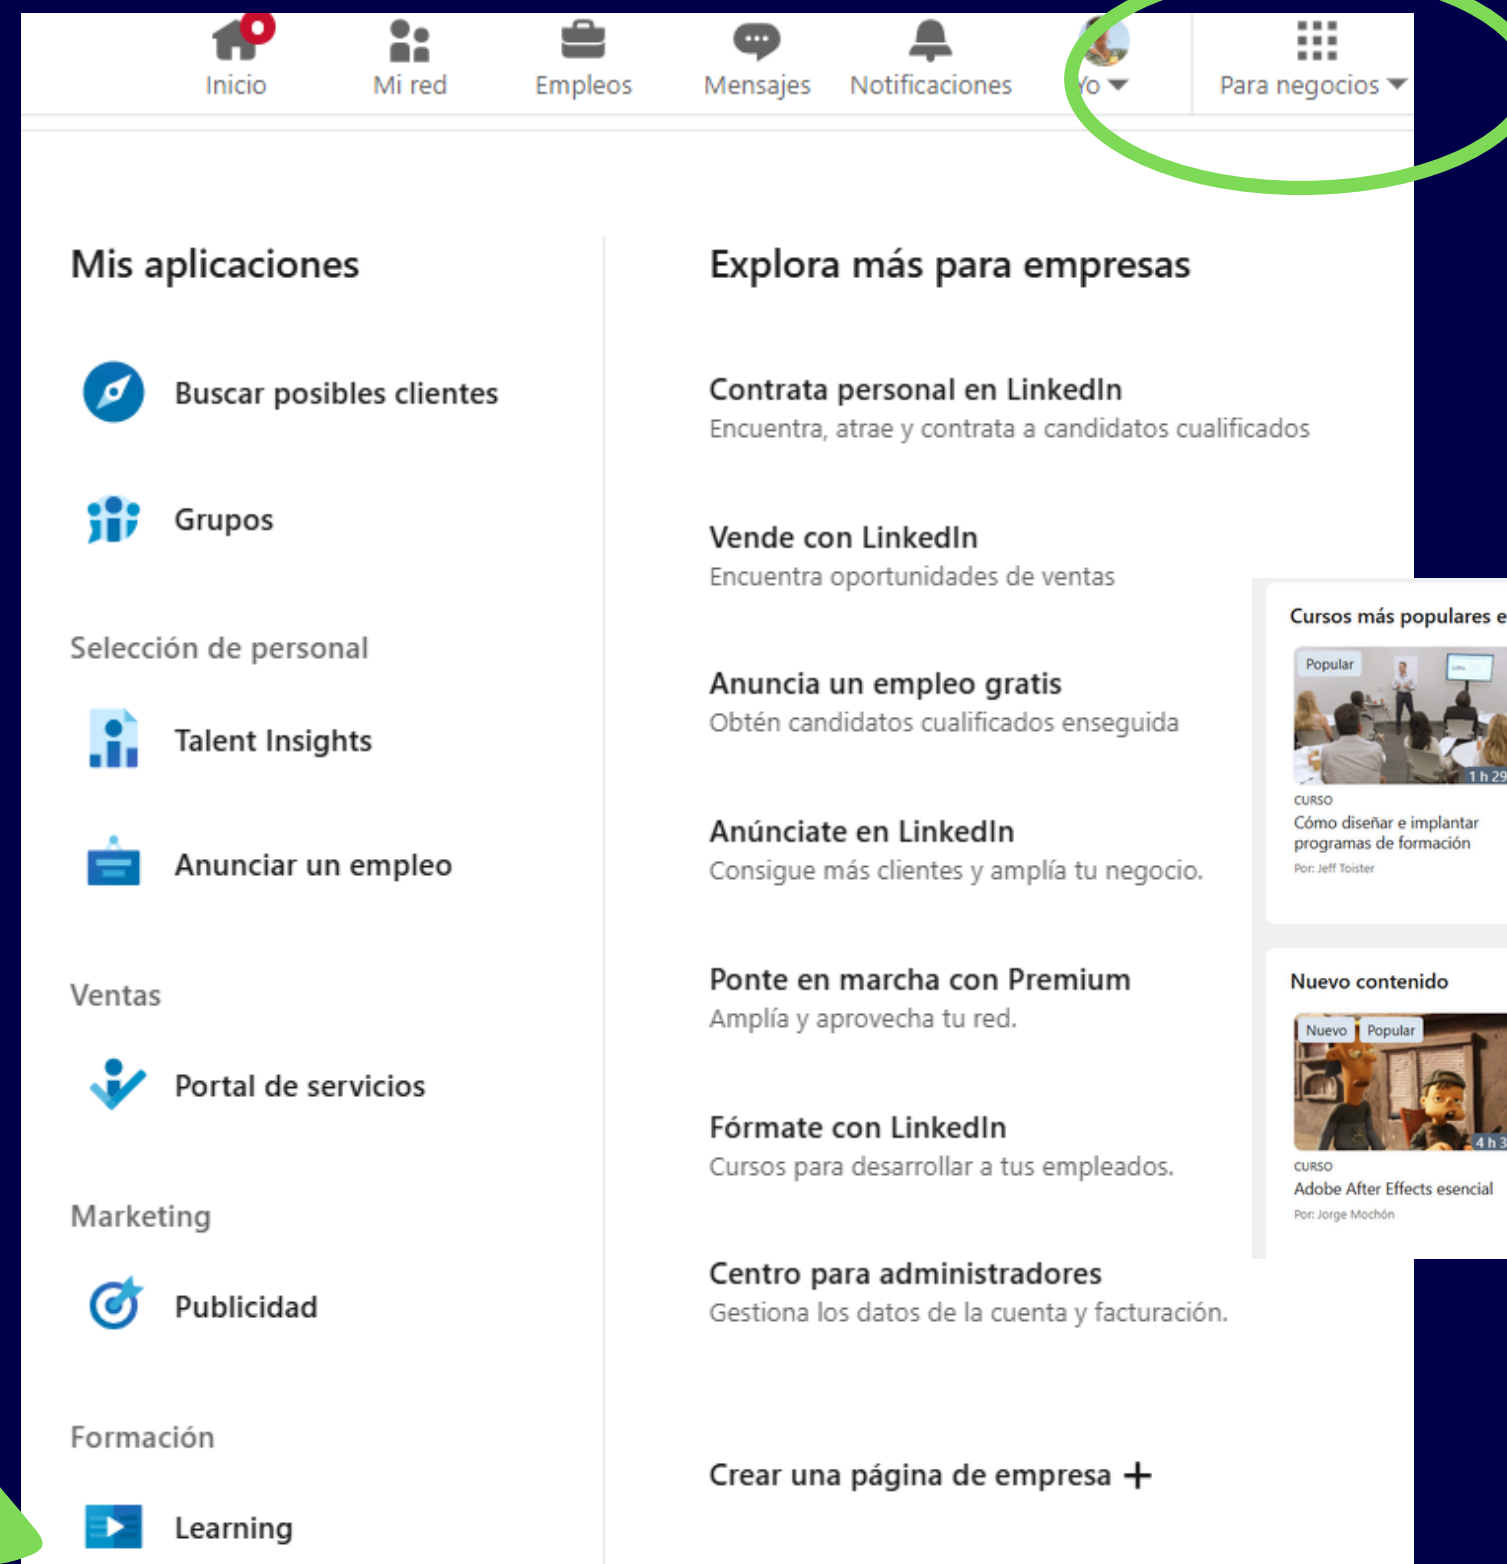 Inicio
Mi red
Empleos
Mensajes
Notificaciones
Yo
Para negocios
Mis aplicaciones
Buscar posibles clientes
Grupos
Selección de personal
Talent Insights
Anunciar un empleo
Ventas
Portal de servicios
Marketing
Publicidad
Formación
Learning
Explora más para empresas
Contrata personal en LinkedIn
Encuentra, atrae y contrata a candidatos cualificados
Vende con LinkedIn
Encuentra oportunidades de ventas
Anuncia un empleo gratis
Obtén candidatos cualificados enseguida
Anúnciate en LinkedIn
Consigue más clientes y amplía tu negocio.
Ponte en marcha con Premium
Amplía y aprovecha tu red.
Fórmate con LinkedIn
Cursos para desarrollar a tus empleados.
Centro para administradores
Gestiona los datos de la cuenta y facturación.
Crear una página de empresa +
Cursos más populares e
Popular
1 h 29
CURSO
Cómo diseñar e implantar
programas de formación
Por: Jeff Toister
Nuevo contenido
Nuevo
Popular
4 h 3
CURSO
Adobe After Effects esencial
Por: Jorge Mochón